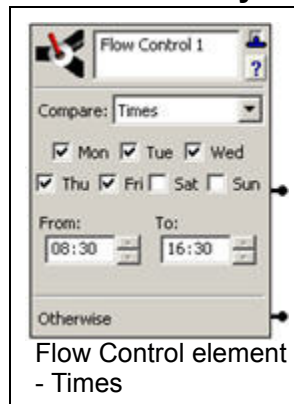 Flow Control 1
?
Compare: Times
Mon Tue Wed
Thu Fri Sat Sun
From: To:
08:30 16:30
Otherwise
Flow Control element
- Times